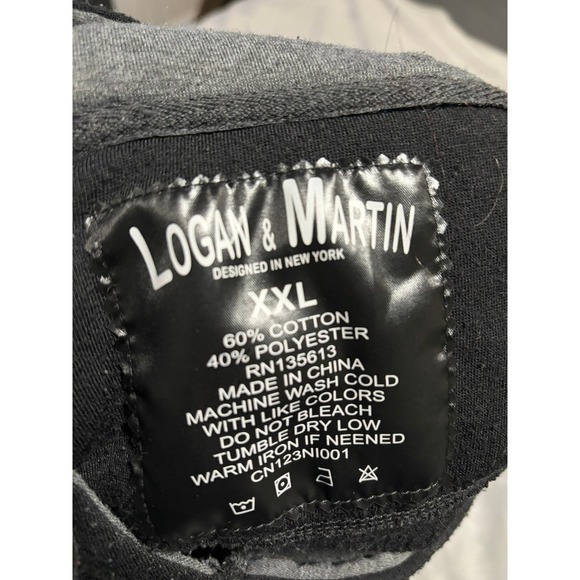 LOGAN & MARTIN
DESIGNED IN NEW YORK
XXL
60% COTTON
40% POLYESTER
RN135613
MADE IN CHINA
MACHINE WASH COLD
WITH LIKE COLORS
DO NOT BLEACH
TUMBLE DRY LOW
WARM IRON IF NEENED
CN123NI001